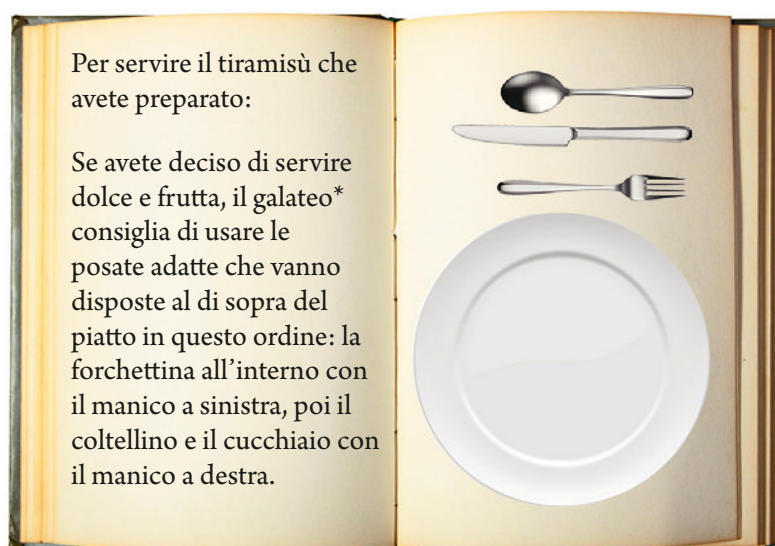 Per servire il tiramisù che
avete preparato:
Se avete deciso di servire
dolce e frutta, il galateo*
consiglia di usare le
posate adatte che vanno
disposte al di sopra del
piatto in questo ordine: la
forchettina all’interno con
il manico a sinistra, poi il
coltellino e il cucchiaio con
il manico a destra.